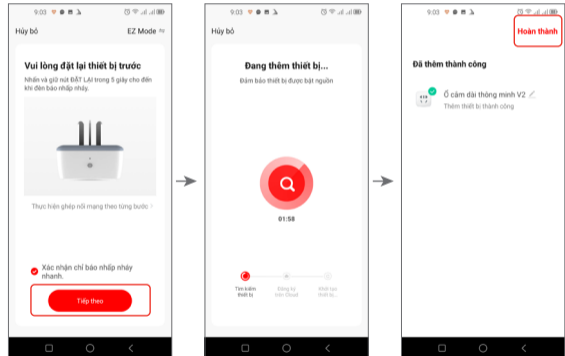 9:03
Hủy bỏ
EZ Mode
Vui lòng đặt lại thiết bị trước
Nhấn và giữ nút ĐẶT LẠI trong 5 giây cho đến
khi đèn báo nhấp nháy.
Thực hiện ghép nối mạng theo từng bước
Xác nhận chỉ báo nhấp nháy
nhanh.
Tiếp theo
9:03
Hủy bỏ
Đang thêm thiết bị...
Đảm bảo thiết bị được bật nguồn
01:58
Tìm kiếm
thiết bị
Đăng ký
trên Cloud
Khởi tạo
thiết bị...
9:03
Hoàn thành
Đã thêm thành công
Ổ cắm dài thông minh V2
Thêm thiết bị thành công